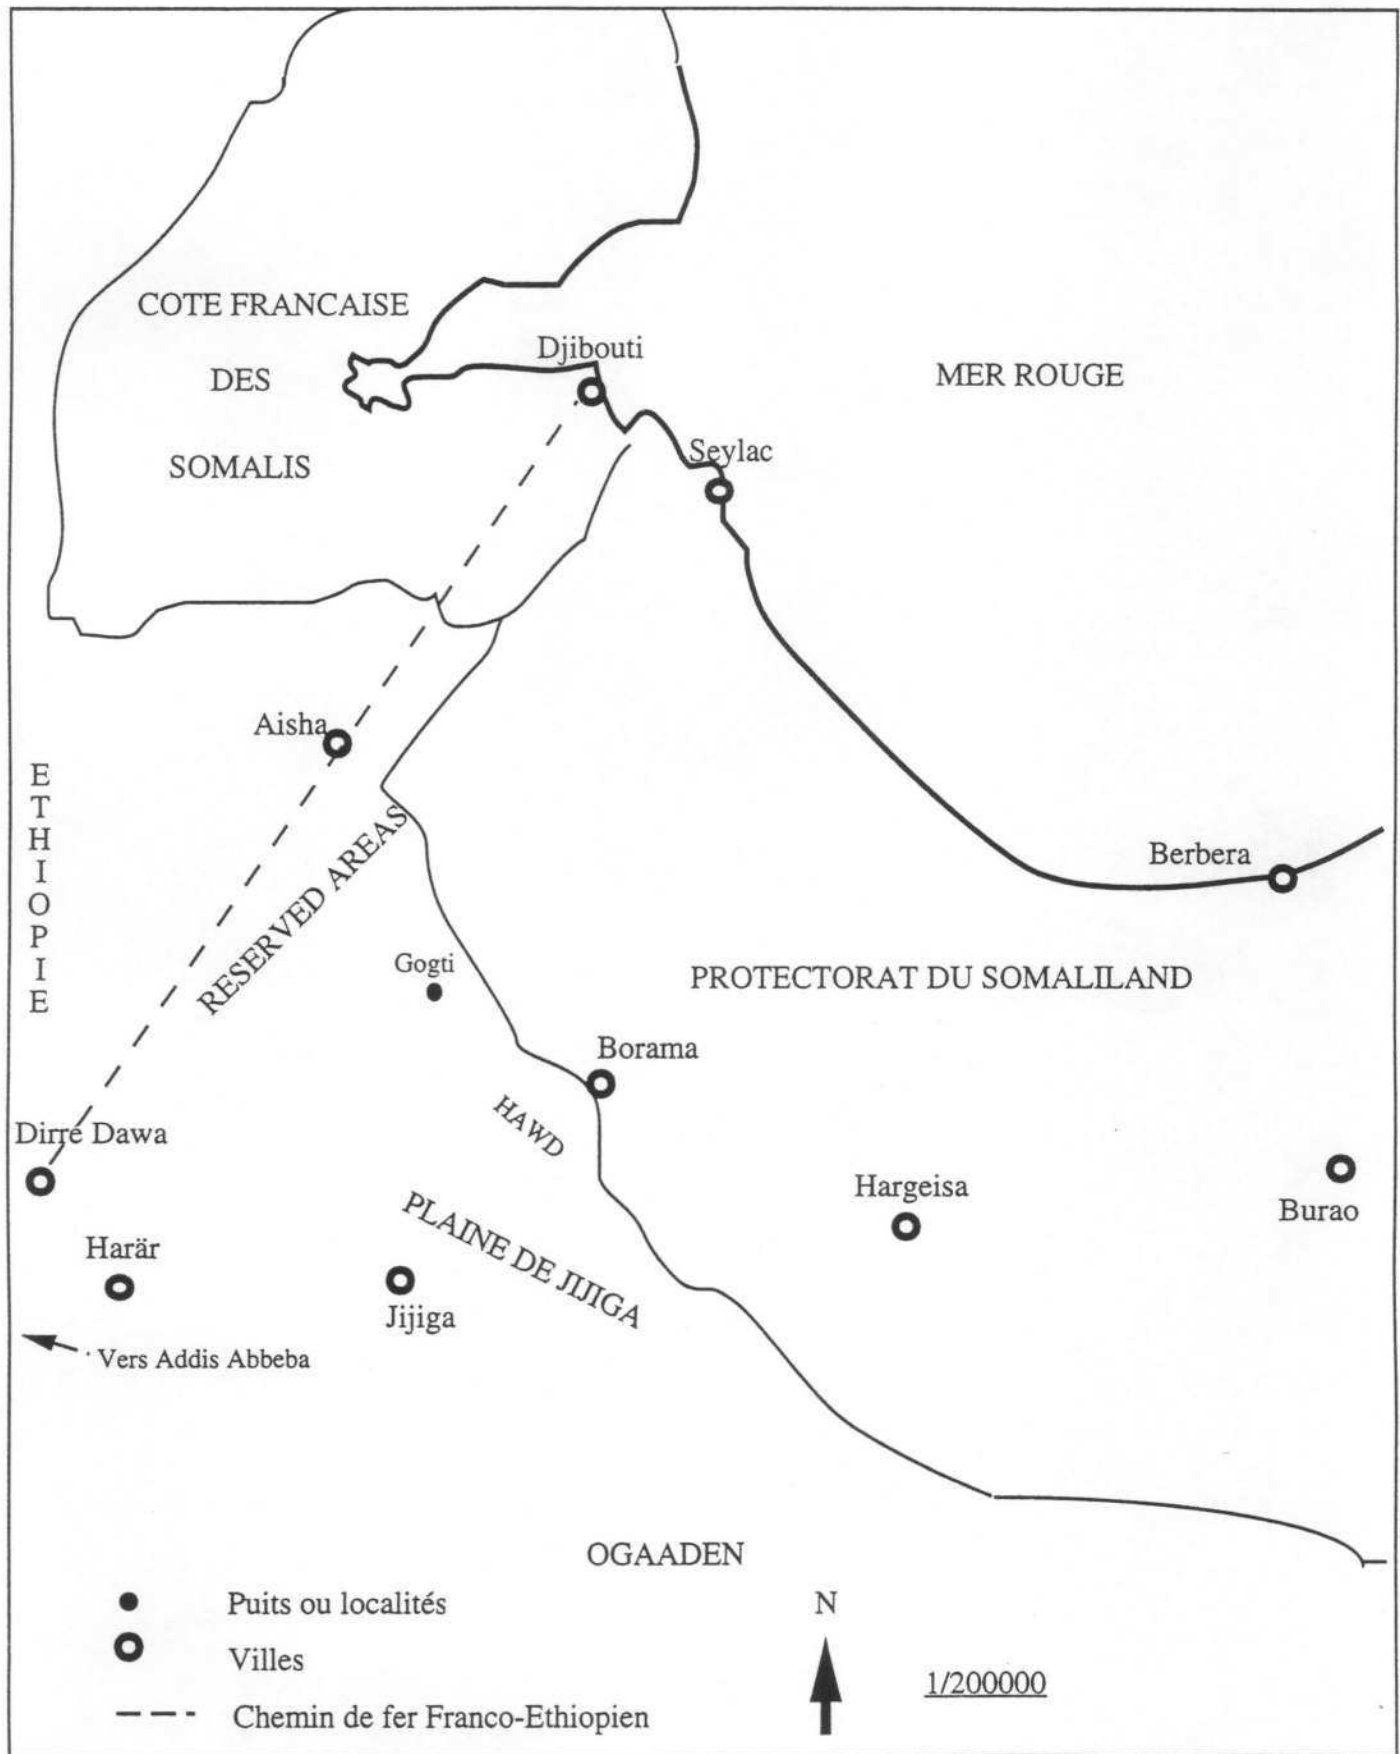 COTE FRANCAISE
DES
SOMALIS
Djibouti
MER ROUGE
Seylac
Aisha
ETHIOPIE
RESERVED AREAS
Berbera
Gogti
PROTECTORAT DU SOMALILAND
Borama
HAWD
Dirré Dawa
Hargeisa
Burao
PLAINE DE JIJIGA
Harär
Jijiga
Vers Addis Abbeba
OGAADEN
Puits ou localités
N
Villes
1/200000
Chemin de fer Franco-Ethiopien